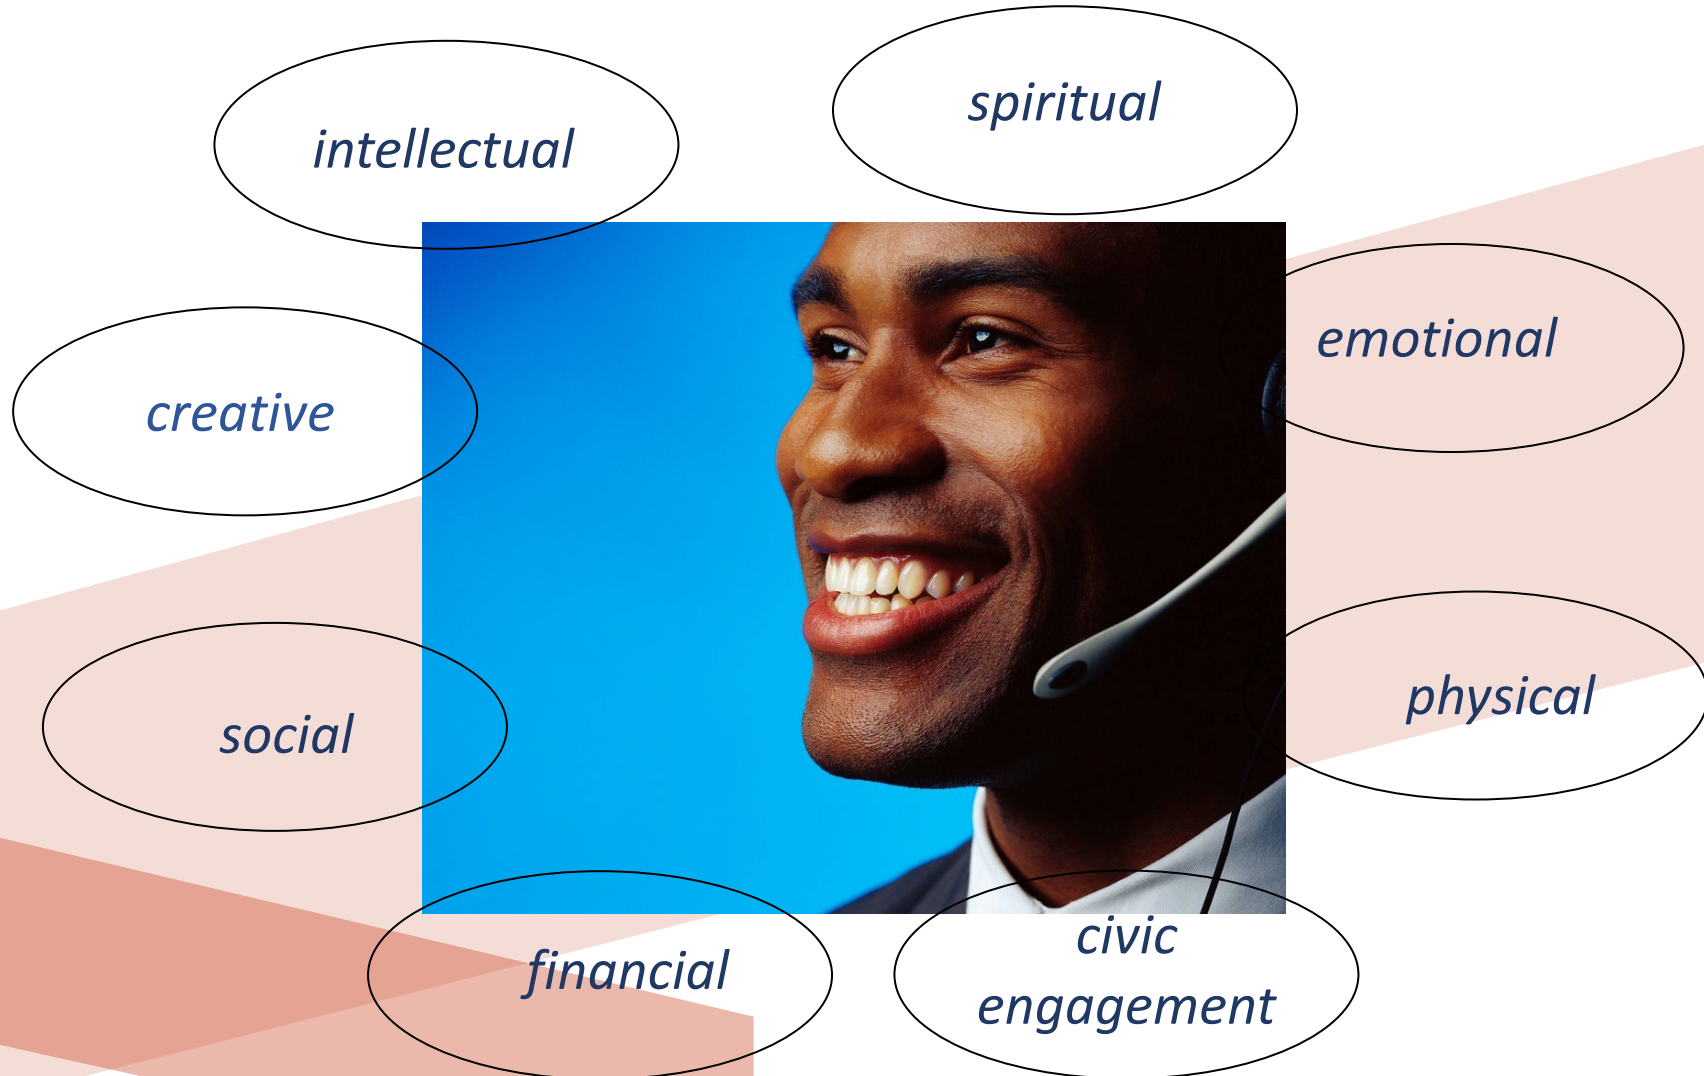 spiritual
intellectual
emotional
creative
physical
social
civic
engagement
financial